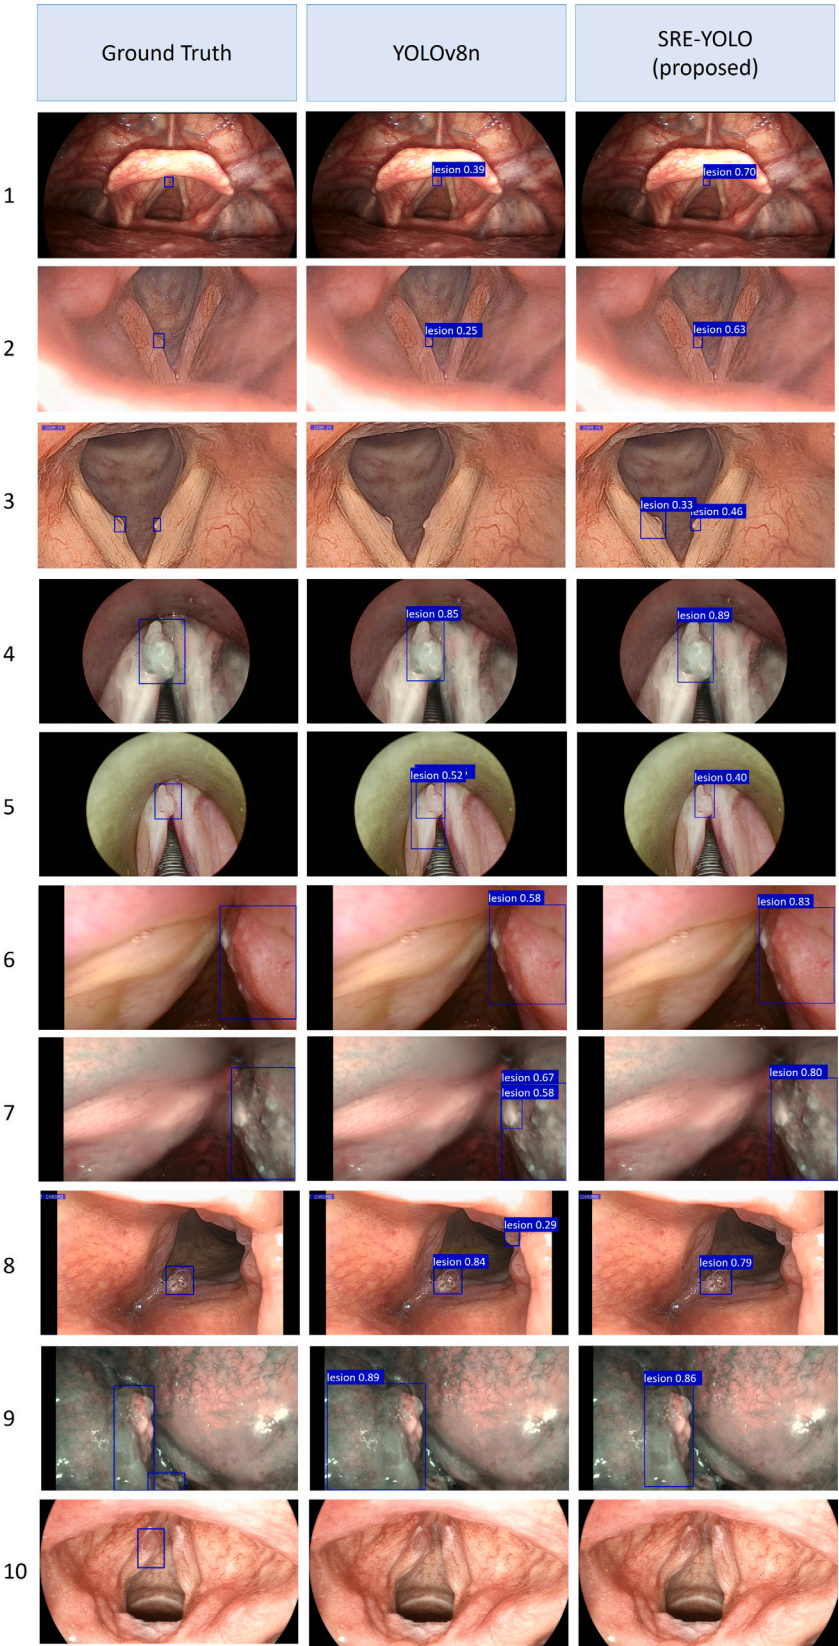 Ground Truth
YOLOv8n
SRE-YOLO
(proposed)
1
lesion 0.39
lesion 0.70
2
lesion 0.25
lesion 0.63
3
lesion 0.33
lesion 0.46
4
lesion 0.85
lesion 0.89
5
lesion 0.52
lesion 0.40
6
lesion 0.58
lesion 0.83
7
lesion 0.67
lesion 0.58
lesion 0.80
8
CHROMO
CHROMO
CHROMO
lesion 0.29
lesion 0.84
lesion 0.79
9
lesion 0.89
lesion 0.86
10